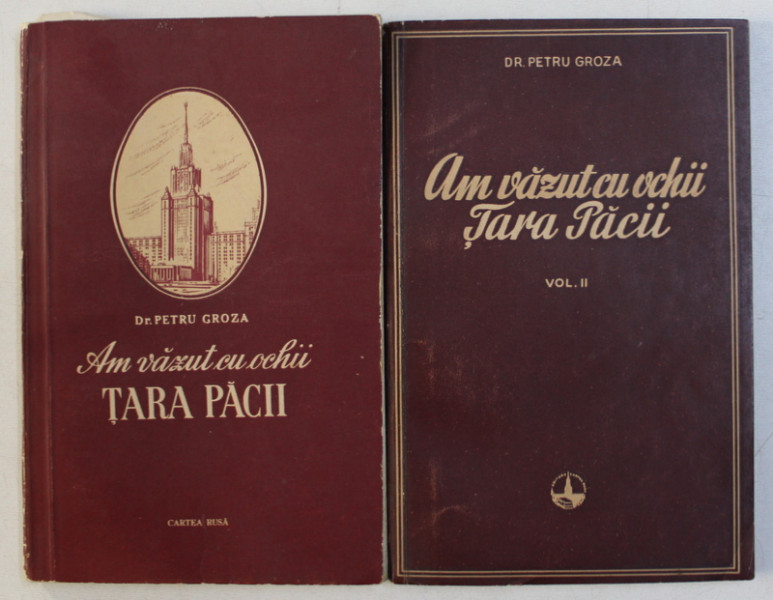 Dr. PETRU GROZA
Am văzut cu ochii
ȚARA PĂCII
CARTEA RUSĂ
DR. PETRU GROZA
Am văzut cu ochii
Țara Păcii
VOL. II